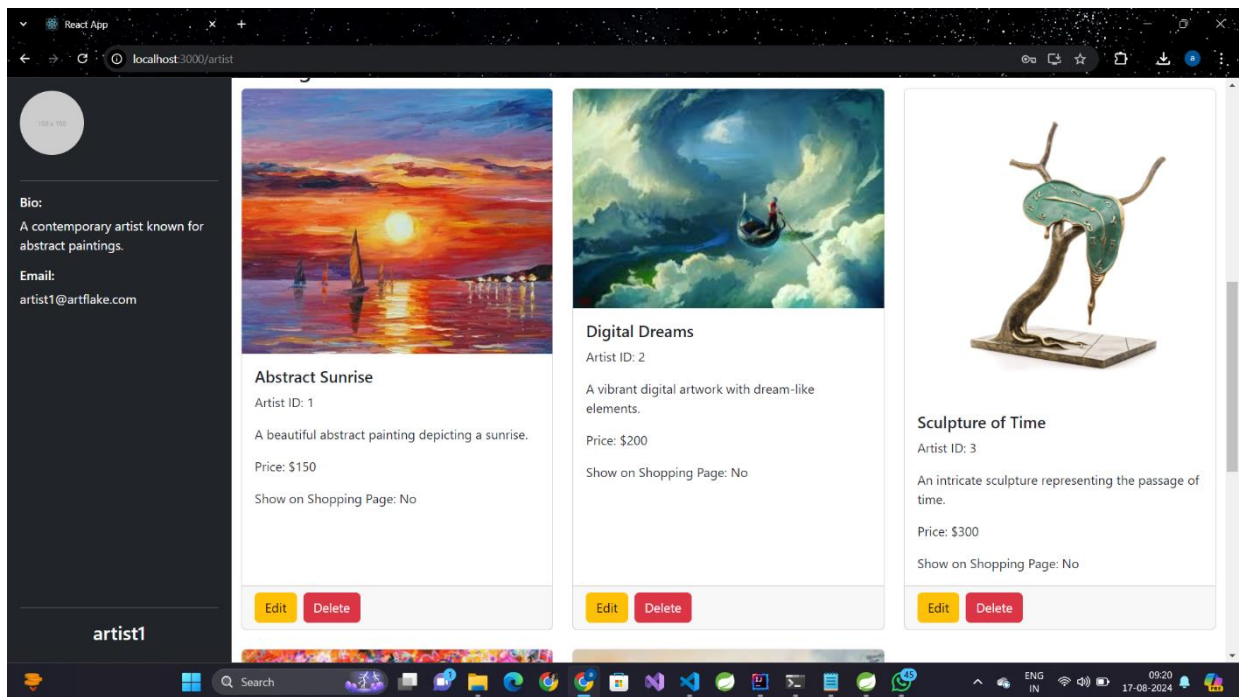 React App
localhost:3000/artist
150 x 150
Bio:
A contemporary artist known for
abstract paintings.
Email:
artist1@artflake.com
artist1
Abstract Sunrise
Artist ID: 1
A beautiful abstract painting depicting a sunrise.
Price: $150
Show on Shopping Page: No
Edit Delete
Digital Dreams
Artist ID: 2
A vibrant digital artwork with dream-like
elements.
Price: $200
Show on Shopping Page: No
Edit Delete
Sculpture of Time
Artist ID: 3
An intricate sculpture representing the passage of
time.
Price: $300
Show on Shopping Page: No
Edit Delete
Search
45
ENG
IN
09:20
17-08-2024